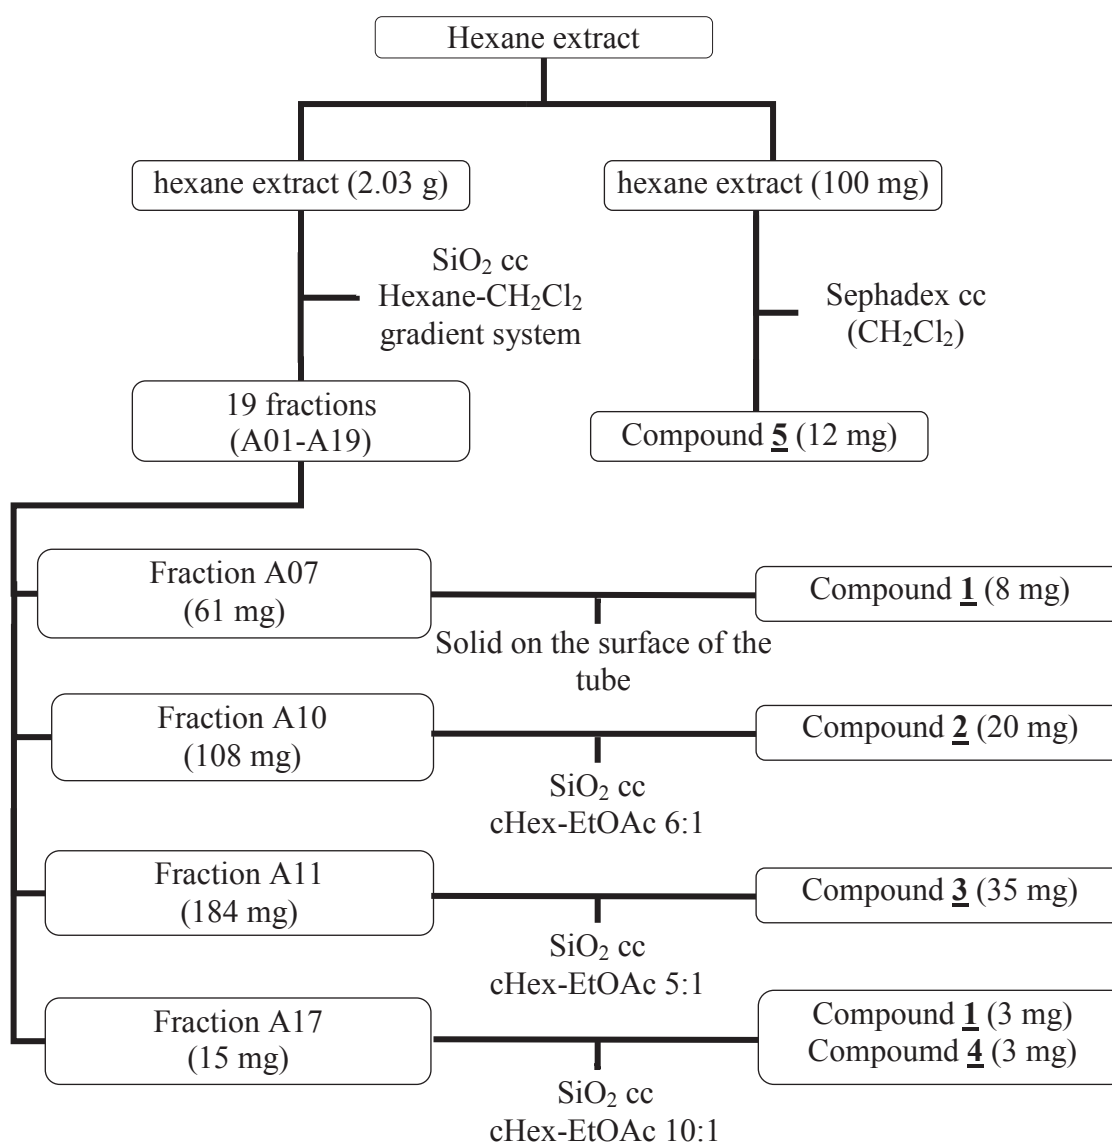 Hexane extract
hexane extract (2.03 g)
hexane extract (100 mg)
SiO₂ cc
Hexane-CH₂Cl₂
gradient system
Sephadex cc
(CH₂Cl₂)
19 fractions
(A01-A19)
Compound 5 (12 mg)
Fraction A07
(61 mg)
Solid on the surface of the
tube
Compound 1 (8 mg)
Fraction A10
(108 mg)
SiO₂ cc
cHex-EtOAc 6:1
Compound 2 (20 mg)
Fraction A11
(184 mg)
SiO₂ cc
cHex-EtOAc 5:1
Compound 3 (35 mg)
Fraction A17
(15 mg)
SiO₂ cc
cHex-EtOAc 10:1
Compound 1 (3 mg)
Compoumd 4 (3 mg)